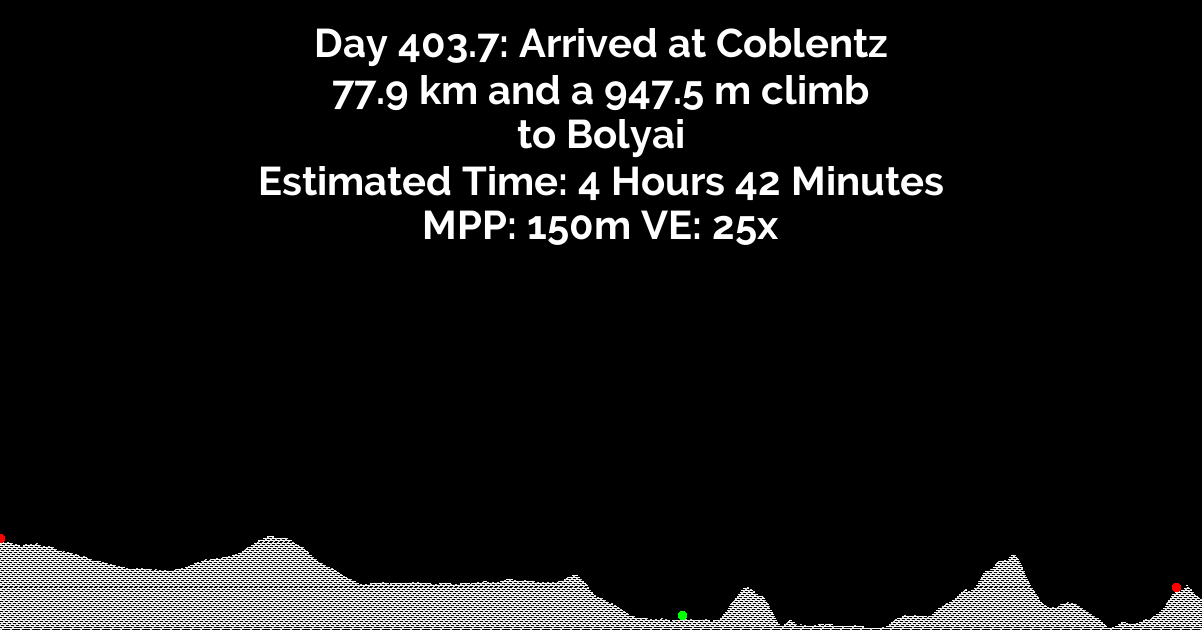 Day 403.7: Arrived at Coblentz
77.9 km and a 947.5 m climb
to Bolyai
Estimated Time: 4 Hours 42 Minutes
MPP: 150m VE: 25x